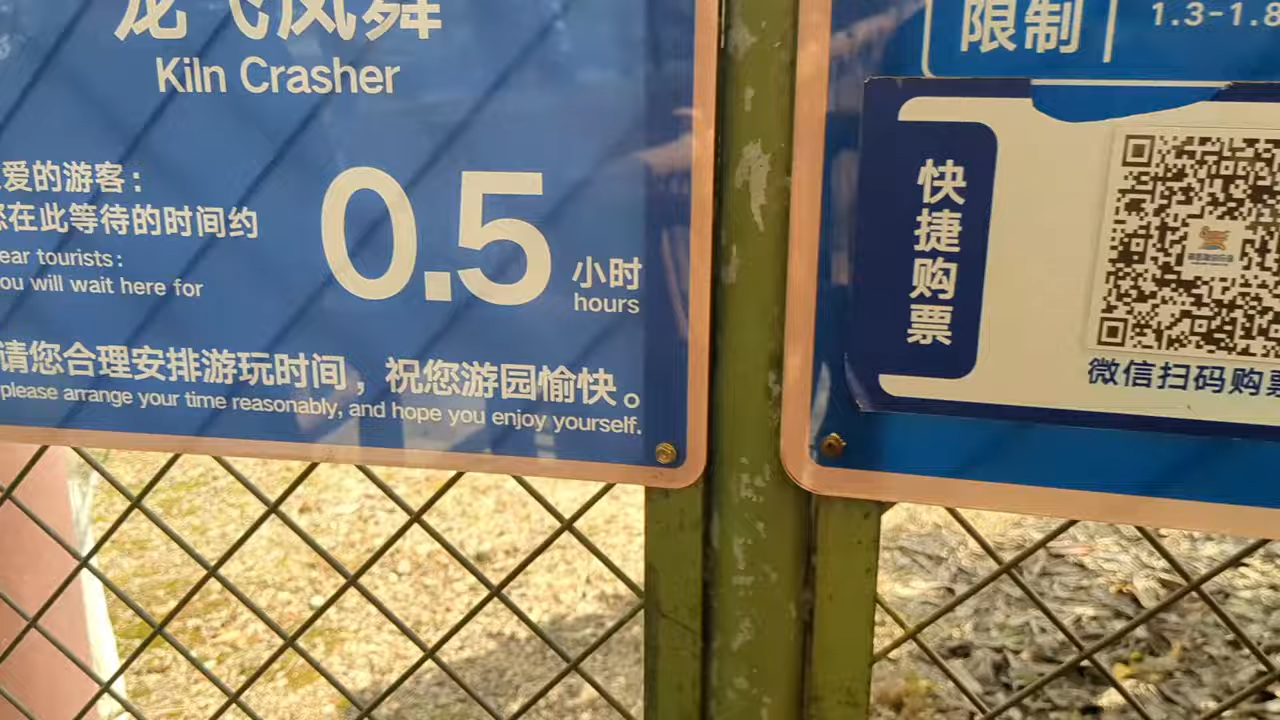 龙飞凤舞
Kiln Crasher
爱的游客：
您在此等待的时间约
0.5
小时
hours
ear tourists:
ou will wait here for
请您合理安排游玩时间，祝您游园愉快。
please arrange your time reasonably, and hope you enjoy yourself.
限制
1.3-1.8
快捷购票
微信扫码购票